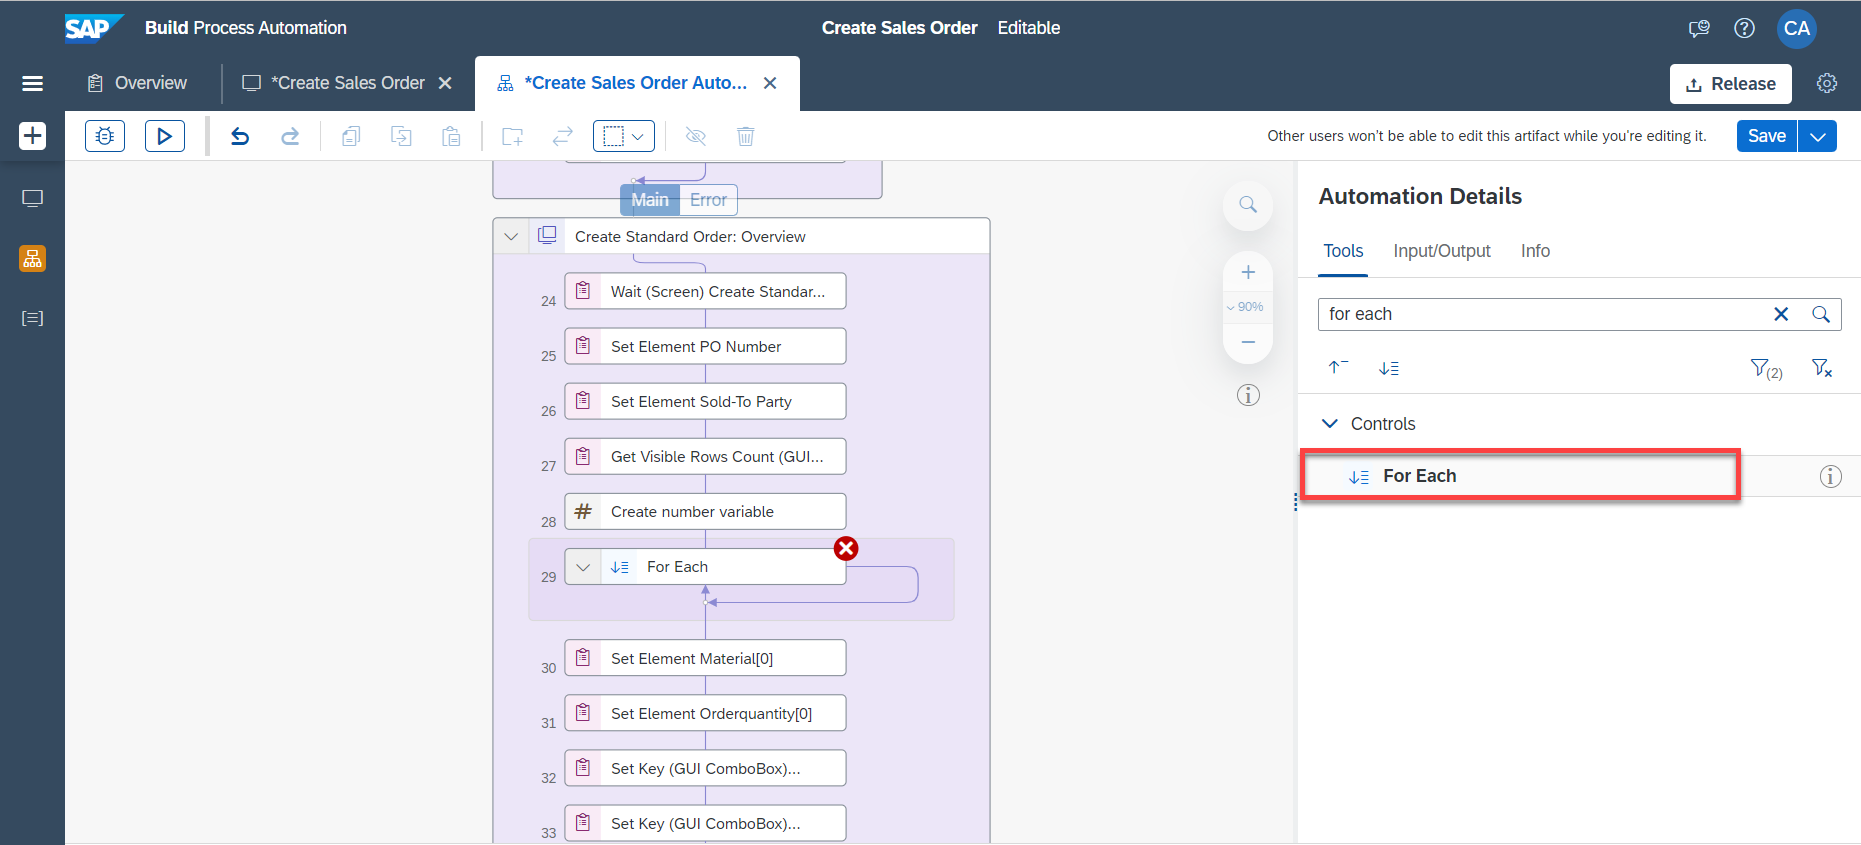 SAP Build Process Automation
Create Sales Order Editable
CA
Overview
*Create Sales Order
*Create Sales Order Auto...
Release
Other users won't be able to edit this artifact while you're editing it.
Save
Main Error
Create Standard Order: Overview
24 Wait (Screen) Create Standar...
25 Set Element PO Number
26 Set Element Sold-To Party
27 Get Visible Rows Count (GUI...
28 # Create number variable
29 For Each
30 Set Element Material[0]
31 Set Element Orderquantity[0]
32 Set Key (GUI ComboBox)...
33 Set Key (GUI ComboBox)...
90%
Automation Details
Tools Input/Output Info
for each
(2)
Controls
For Each